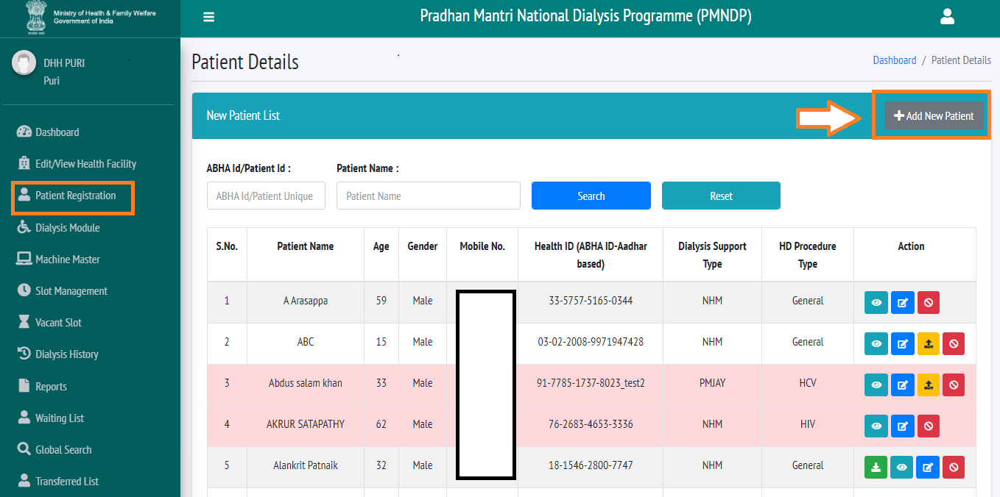 Ministry of Health & Family Welfare
Government of India
Pradhan Mantri National Dialysis Programme (PMNDP)
DHH PURI
Puri
Dashboard
Edit/View Health Facility
Patient Registration
Dialysis Module
Machine Master
Slot Management
Vacant Slot
Dialysis History
Reports
Waiting List
Global Search
Transferred List
Patient Details
Dashboard / Patient Details
New Patient List
Add New Patient
ABHA Id/Patient Id : Patient Name :
ABHA Id/Patient Unique Patient Name Search Reset
S.No. Patient Name Age Gender Mobile No. Health ID (ABHA ID-Aadhar based) Dialysis Support Type HD Procedure Type Action
1 A Arasappa 59 Male 33-5757-5165-0344 NHM General
2 ABC 15 Male 03-02-2008-9971947428 NHM General
3 Abdus salam khan 33 Male 91-7785-1737-8023_test2 PMJAY HCV
4 AKRUR SATAPATHY 62 Male 76-2683-4653-3336 NHM HIV
5 Alankrit Patnaik 32 Male 18-1546-2800-7747 NHM General